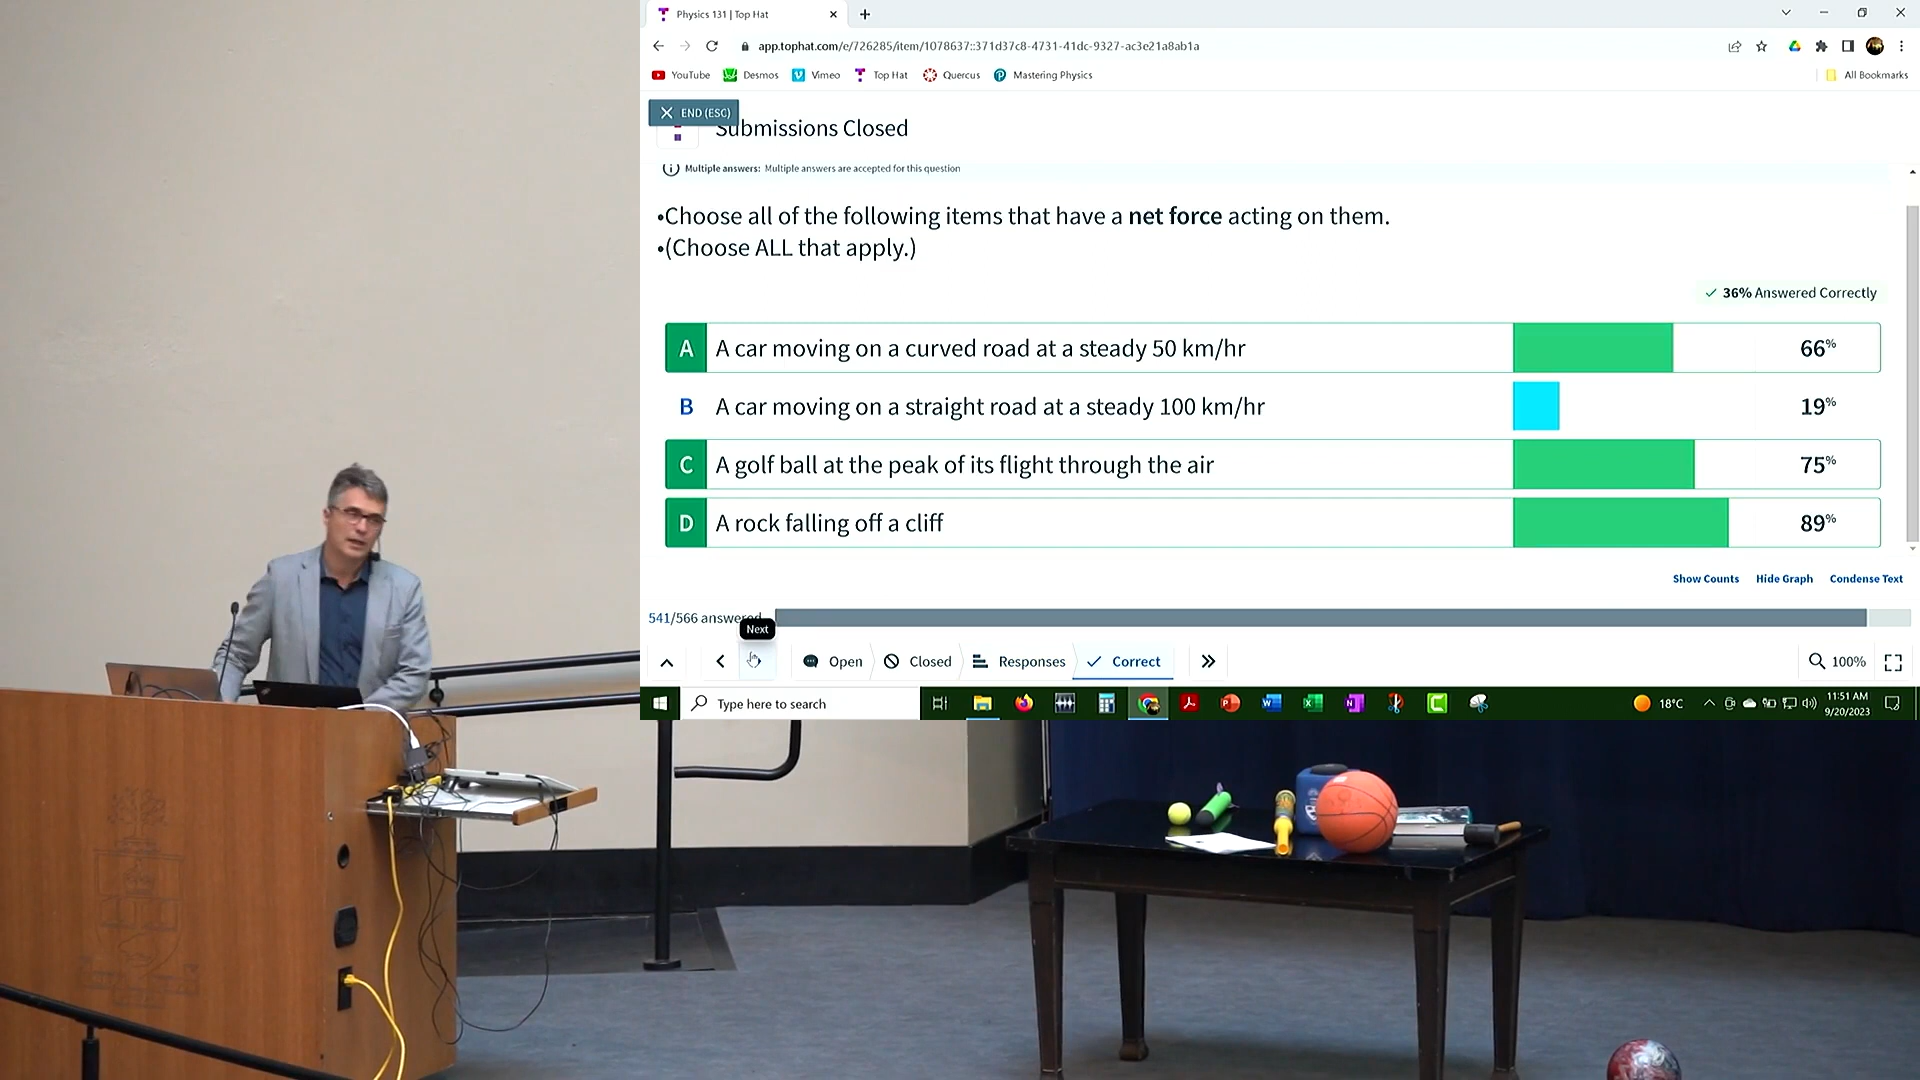 Physics 131 | Top Hat
app.tophat.com/e/726285/item/1078637::371d37c8-4731-41dc-9327-ac3e21a8ab1a
YouTube
Desmos
Vimeo
Top Hat
Quercus
Mastering Physics
All Bookmarks
END (ESC)
Submissions Closed
Multiple answers: Multiple answers are accepted for this question
•Choose all of the following items that have a net force acting on them.
•(Choose ALL that apply.)
36% Answered Correctly
A A car moving on a curved road at a steady 50 km/hr 66%
B A car moving on a straight road at a steady 100 km/hr 19%
C A golf ball at the peak of its flight through the air 75%
D A rock falling off a cliff 89%
Show Counts Hide Graph Condense Text
541/566 answered
Next
Open Closed Responses Correct
100%
Type here to search
18°C
11:51 AM
9/20/2023